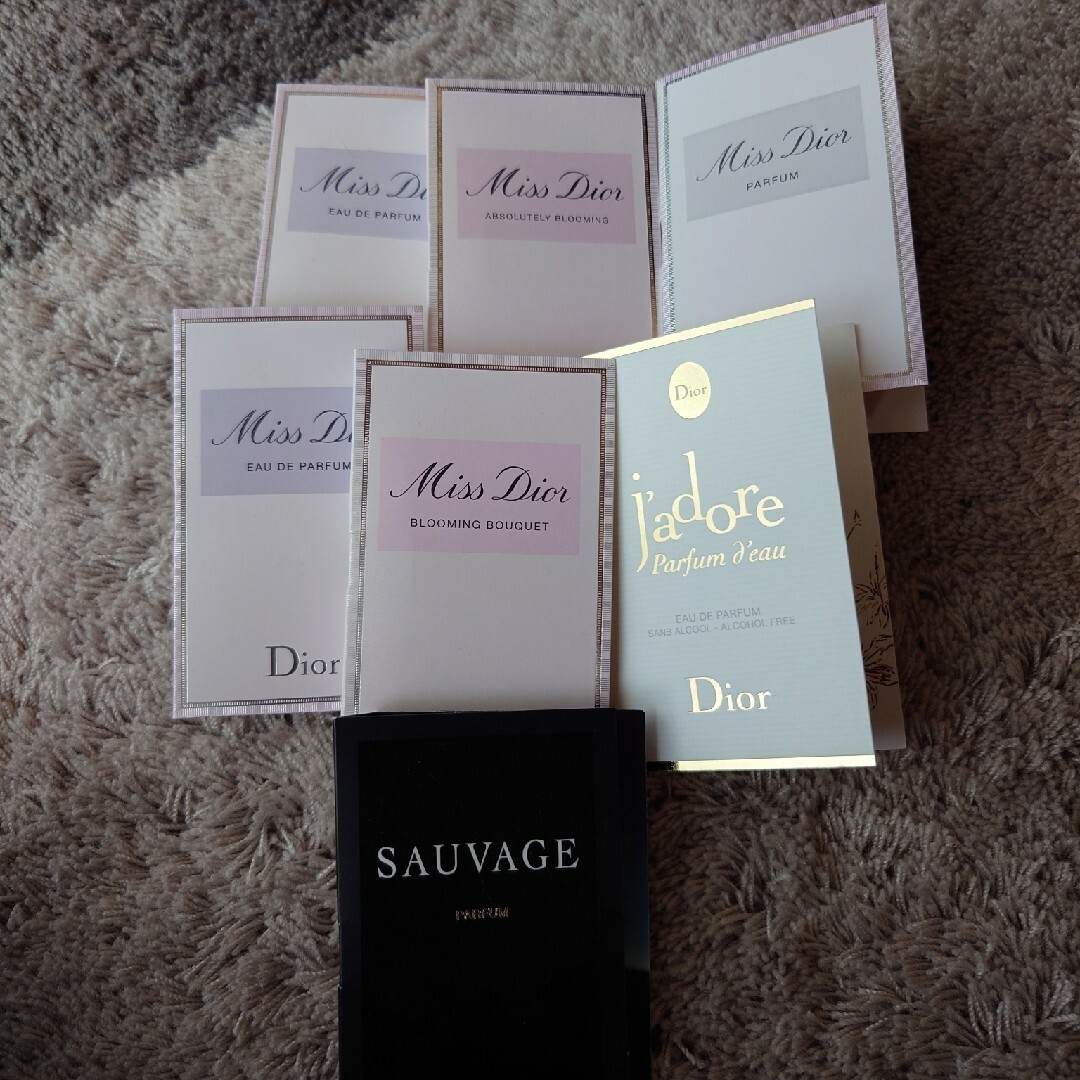 Miss Di
EAU DE PARFUM
Miss Dior
ABSOLUTELY BLOOMING
Miss Dior
PARFUM
Miss Di
EAU DE PARFUM
Dior
Miss Dior
BLOOMING BOUQUET
Dior
j'adore
Parfum d'eau
EAU DE PARFUM
SANS ALCOOL - ALCOHOL FREE
Dior
SAUVAGE
PARFUM